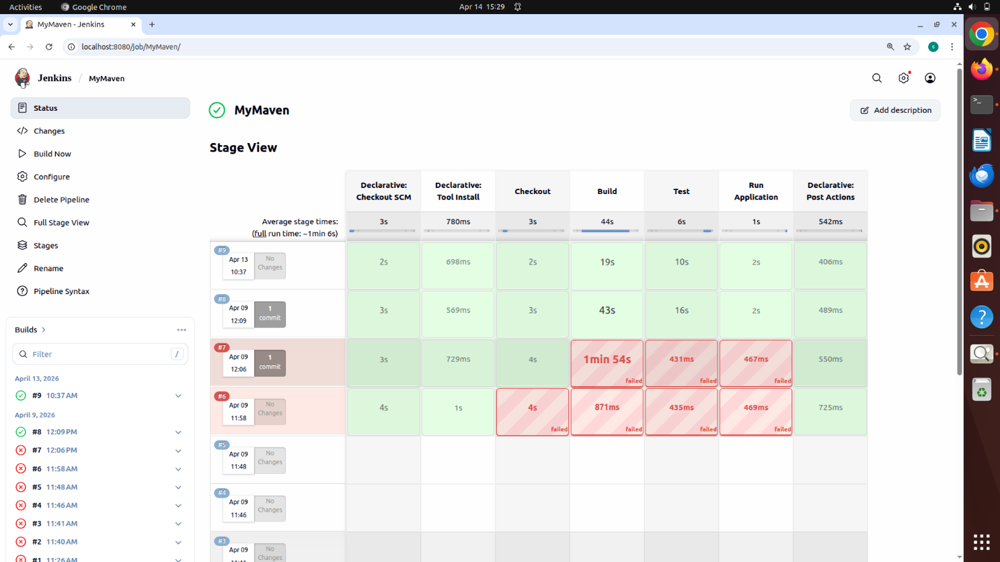 Activities
Google Chrome
Apr 14 15:29
MyMaven - Jenkins
localhost:8080/job/MyMaven/
S
Jenkins / MyMaven
Status
Changes
Build Now
Configure
Delete Pipeline
Full Stage View
Stages
Rename
Pipeline Syntax
Builds
Filter /
April 13, 2026
#9 10:37 AM
April 9, 2026
#8 12:09 PM
#7 12:06 PM
#6 11:58 AM
#5 11:48 AM
#4 11:46 AM
#3 11:41 AM
#2 11:40 AM
#1 11:26 AM
MyMaven
Add description
Stage View
Declarative: Checkout SCM
Declarative: Tool Install
Checkout
Build
Test
Run Application
Declarative: Post Actions
Average stage times:
(full run time: ~1min 6s)
3s 780ms 3s 44s 6s 1s 542ms
#9
Apr 13
10:37
No Changes
2s 698ms 2s 19s 10s 2s 406ms
#8
Apr 09
12:09
1 commit
3s 569ms 3s 43s 16s 2s 489ms
#7
Apr 09
12:06
1 commit
3s 729ms 4s 1min 54s 431ms 467ms 550ms
failed failed failed
#6
Apr 09
11:58
No Changes
4s 1s 4s 871ms 435ms 469ms 725ms
failed failed failed failed
#5
Apr 09
11:48
No Changes
#4
Apr 09
11:46
No Changes
#3
Apr 09
11:41
No Changes